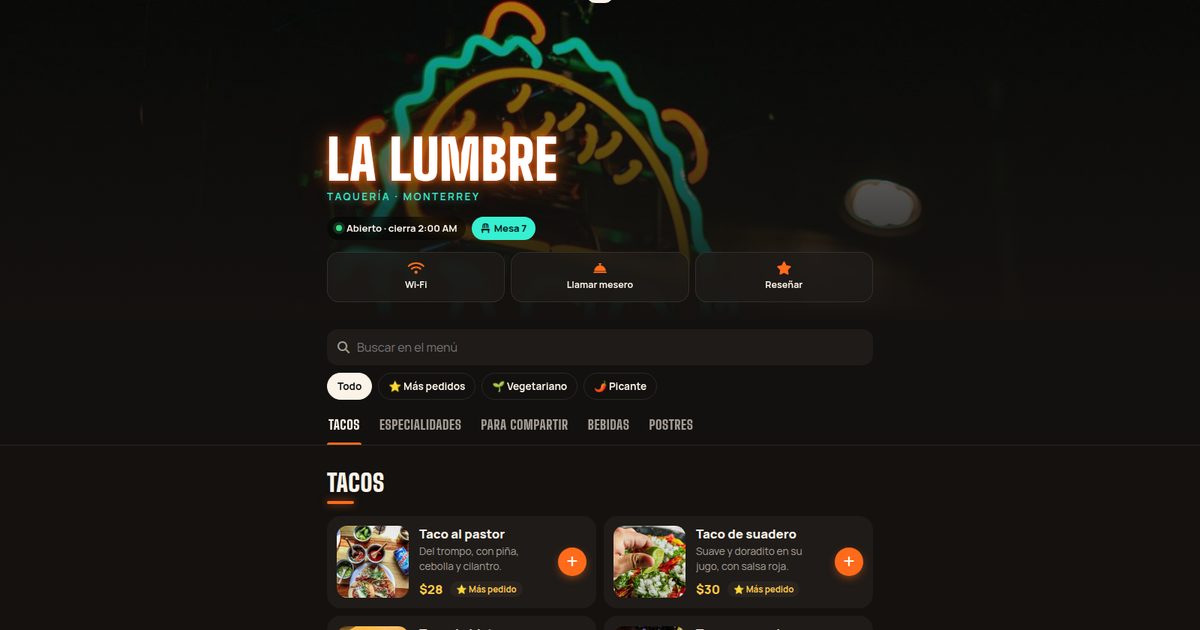 LA LUMBRE
TAQUERÍA · MONTERREY
Abierto · cierra 2:00 AM
Mesa 7
Wi-Fi
Llamar mesero
Reseñar
Buscar en el menú
Todo
Más pedidos
Vegetariano
Picante
TACOS
ESPECIALIDADES
PARA COMPARTIR
BEBIDAS
POSTRES
TACOS
Taco al pastor
Del trompo, con piña,
cebolla y cilantro.
$28
Más pedido
Taco de suadero
Suave y doradito en su
jugo, con salsa roja.
$30
Más pedido